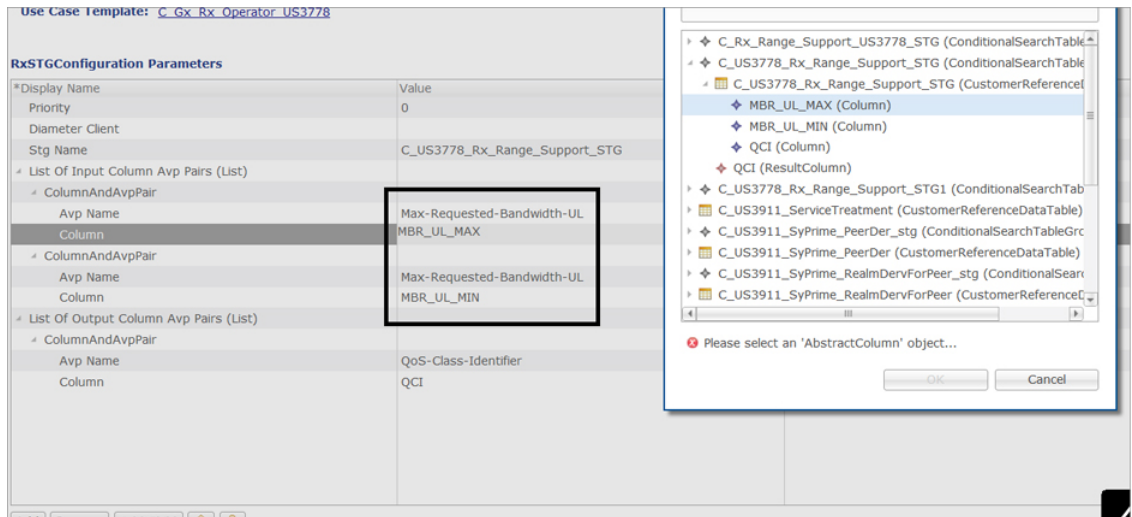 Use Case Template: C_Gx_Rx_Operator_US3778
RxSTGConfiguration Parameters
*Display Name Value
Priority 0
Diameter Client
Stg Name C_US3778_Rx_Range_Support_STG
List Of Input Column Avp Pairs (List)
ColumnAndAvpPair
Avp Name Max-Requested-Bandwidth-UL
Column MBR_UL_MAX
ColumnAndAvpPair
Avp Name Max-Requested-Bandwidth-UL
Column MBR_UL_MIN
List Of Output Column Avp Pairs (List)
ColumnAndAvpPair
Avp Name QoS-Class-Identifier
Column QCI
C_Rx_Range_Support_US3778_STG (ConditionalSearchTable
C_US3778_Rx_Range_Support_STG (ConditionalSearchTable
C_US3778_Rx_Range_Support_STG (CustomerReferenceD
MBR_UL_MAX (Column)
MBR_UL_MIN (Column)
QCI (Column)
QCI (ResultColumn)
C_US3778_Rx_Range_Support_STG1 (ConditionalSearchTab
C_US3911_ServiceTreatment (CustomerReferenceDataTable)
C_US3911_SyPrime_PeerDer_stg (ConditionalSearchTableGro
C_US3911_SyPrime_PeerDer (CustomerReferenceDataTable)
C_US3911_SyPrime_RealmDervForPeer_stg (ConditionalSearc
C_US3911_SyPrime_RealmDervForPeer (CustomerReferenceD
Please select an 'AbstractColumn' object...
OK Cancel